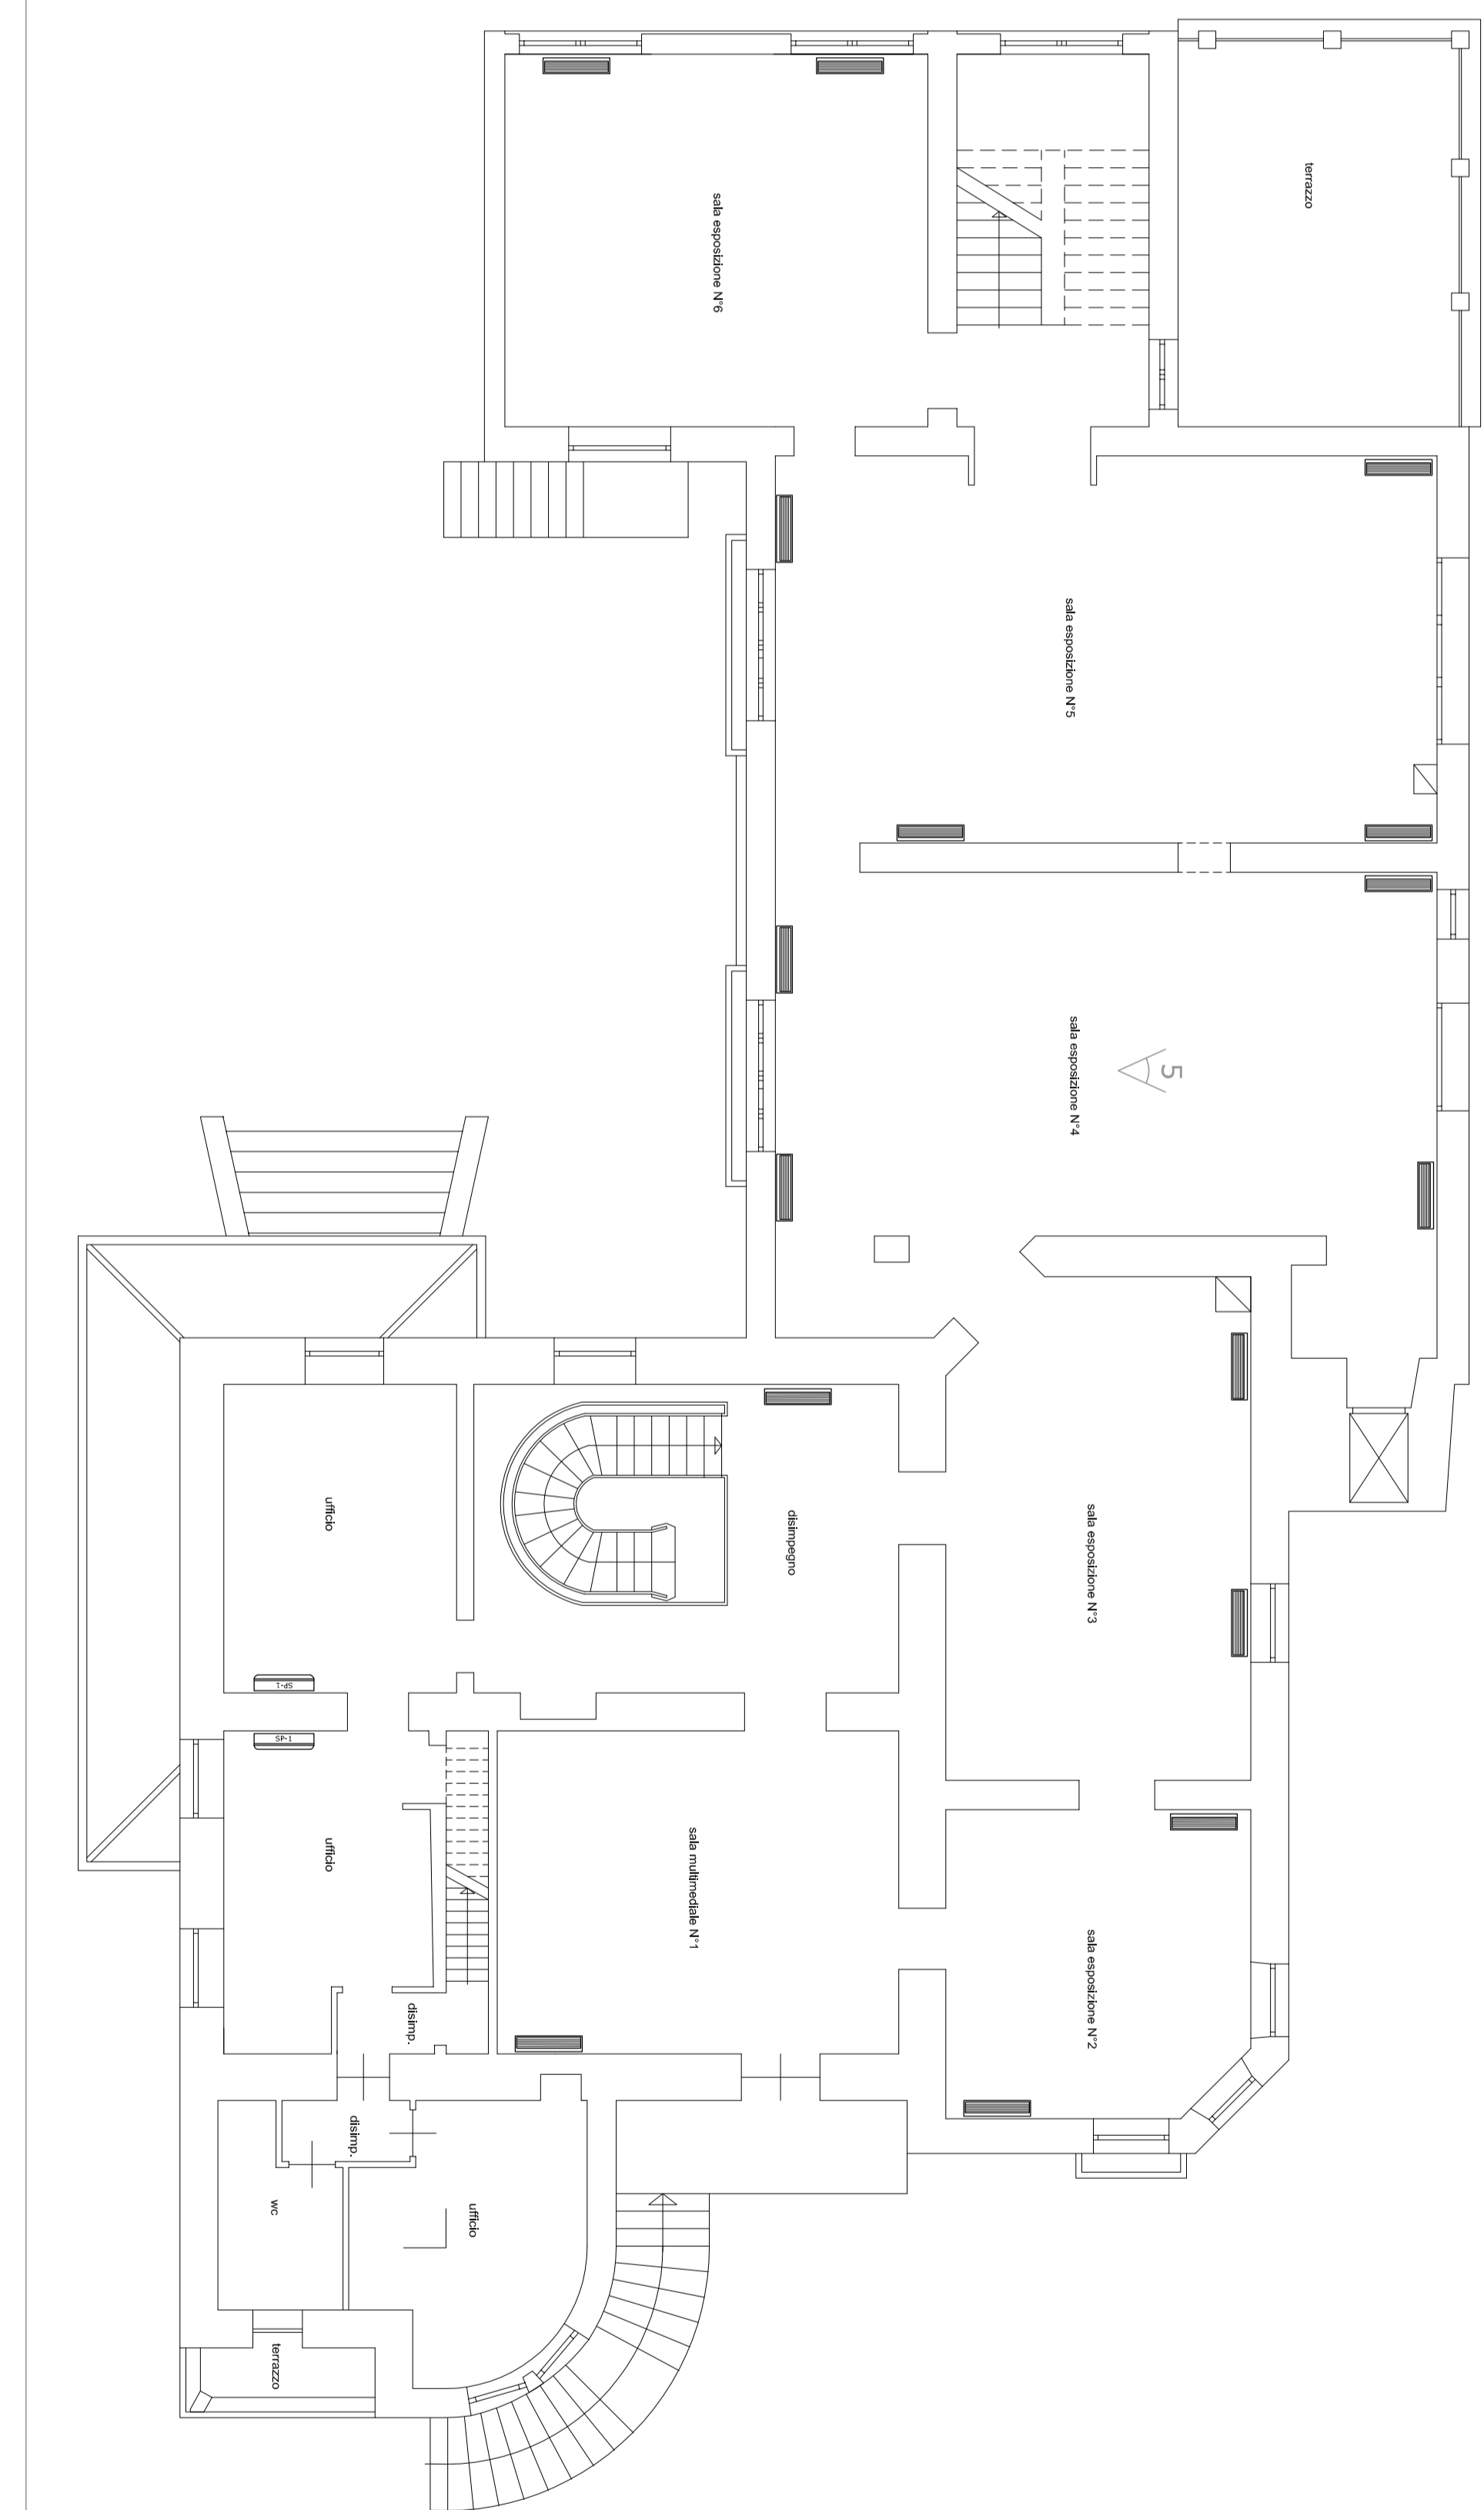 terrazzo
sala esposizione N°6
sala esposizione N°5
sala esposizione N°4
5
sala esposizione N°3
disimpegno
ufficio
SP-1
SP-1
ufficio
sala multimediale N°1
sala esposizione N°2
disimp.
disimp.
wc
ufficio
terrazzo